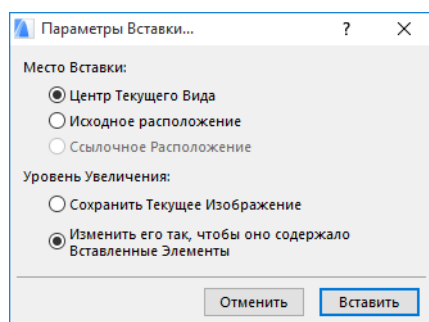 Параметры Вставки...
?
Место Вставки:
Центр Текущего Вида
Исходное расположение
Ссылочное Расположение
Уровень Увеличения:
Сохранить Текущее Изображение
Изменить его так, чтобы оно содержало
Вставленные Элементы
Отменить
Вставить